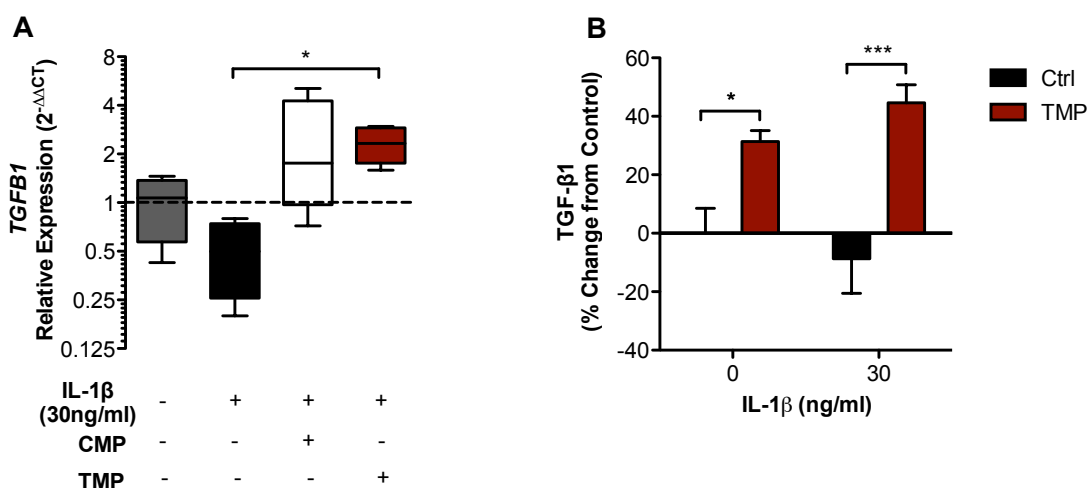 A
TGFB1
Relative Expression (2-ΔΔCT)
8
4
2
1
0.5
0.25
0.125
*
IL-1β
(30ng/ml)
- + + +
CMP
- - + -
TMP
- - - +
B
TGF-β1
(% Change from Control)
60
40
20
0
-20
-40
*
***
Ctrl
TMP
0 30
IL-1β (ng/ml)